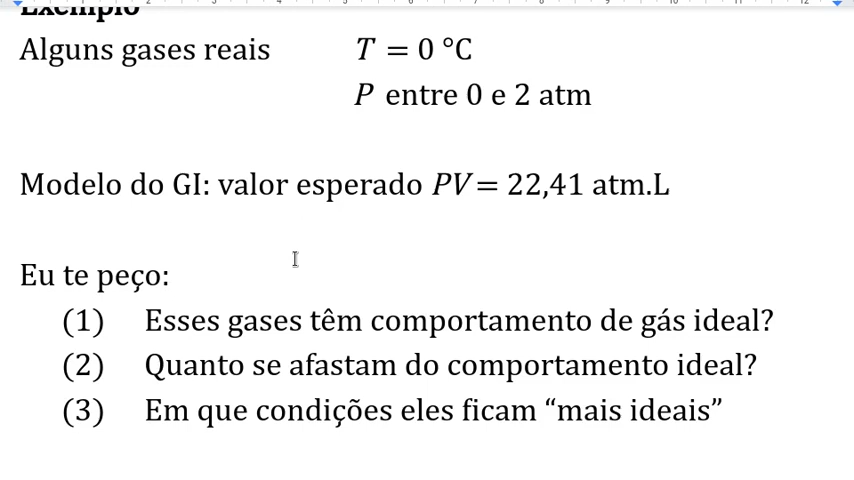 Exemplo
Alguns gases reais T = 0 °C
P entre 0 e 2 atm
Modelo do GI: valor esperado PV = 22,41 atm.L
Eu te peço:
(1) Esses gases têm comportamento de gás ideal?
(2) Quanto se afastam do comportamento ideal?
(3) Em que condições eles ficam “mais ideais”